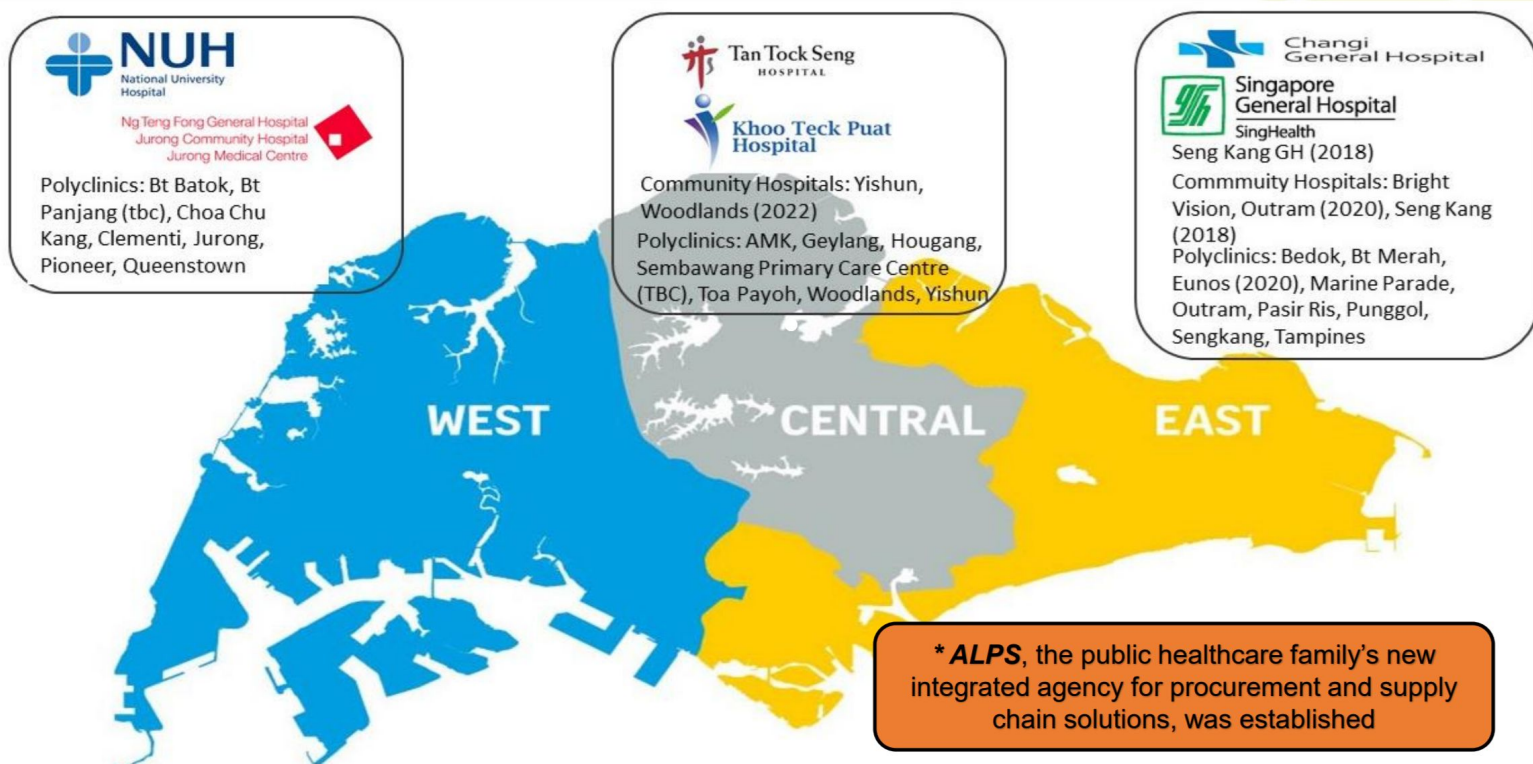 NUH
National University
Hospital
Ng Teng Fong General Hospital
Jurong Community Hospital
Jurong Medical Centre
Polyclinics: Bt Batok, Bt
Panjang (tbc), Choa Chu
Kang, Clementi, Jurong,
Pioneer, Queenstown
Tan Tock Seng
HOSPITAL
Khoo Teck Puat
Hospital
Community Hospitals: Yishun,
Woodlands (2022)
Polyclinics: AMK, Geylang, Hougang,
Sembawang Primary Care Centre
(TBC), Toa Payoh, Woodlands, Yishun
Changi
General Hospital
Singapore
General Hospital
SingHealth
Seng Kang GH (2018)
Commmuity Hospitals: Bright
Vision, Outram (2020), Seng Kang
(2018)
Polyclinics: Bedok, Bt Merah,
Eunos (2020), Marine Parade,
Outram, Pasir Ris, Punggol,
Sengkang, Tampines
WEST
CENTRAL
EAST
* ALPS, the public healthcare family’s new
integrated agency for procurement and supply
chain solutions, was established